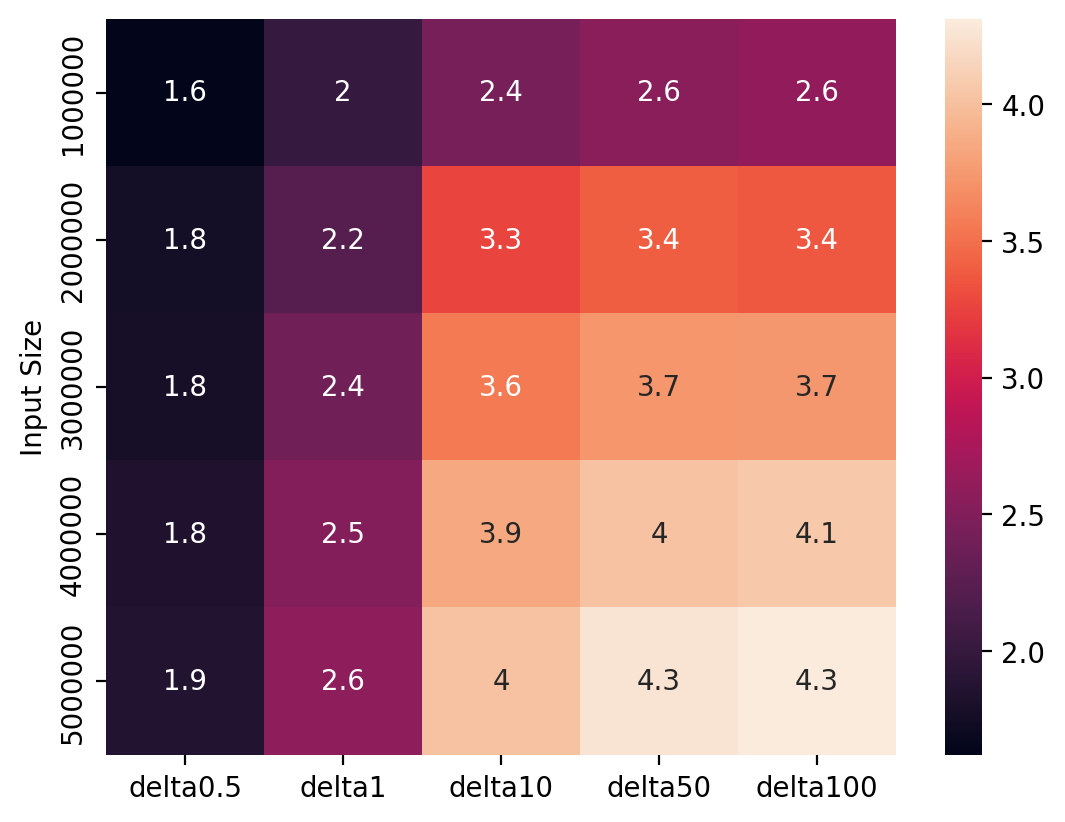 1000000 1.6 2 2.4 2.6 2.6
2000000 1.8 2.2 3.3 3.4 3.4
3000000 1.8 2.4 3.6 3.7 3.7
4000000 1.8 2.5 3.9 4 4.1
5000000 1.9 2.6 4 4.3 4.3
Input Size
delta0.5 delta1 delta10 delta50 delta100
4.0
3.5
3.0
2.5
2.0